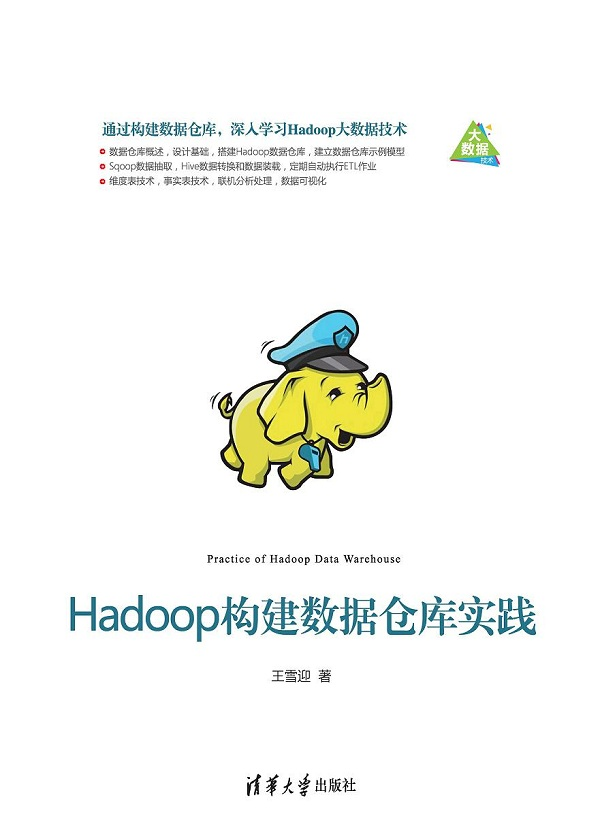 通过构建数据仓库，深入学习Hadoop大数据技术
数据仓库概述，设计基础，搭建Hadoop数据仓库，建立数据仓库示例模型
Sqoop数据抽取，Hive数据转换和数据装载，定期自动执行ETL作业
维度表技术，事实表技术，联机分析处理，数据可视化
大
数据
技术
h
Practice of Hadoop Data Warehouse
Hadoop构建数据仓库实践
王雪迎 著
清华大学出版社